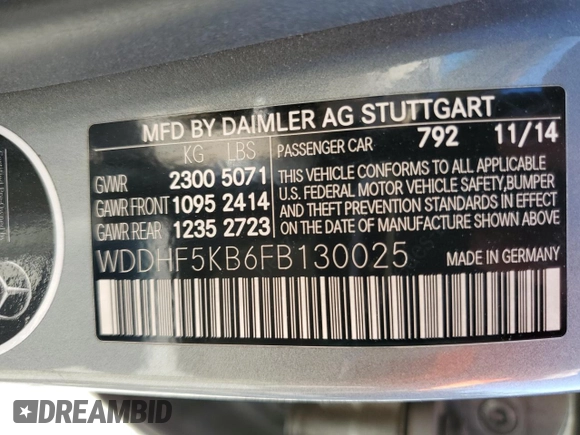 MFD BY DAIMLER AG STUTTGART
KG LBS PASSENGER CAR 792 11/14
GVWR 2300 5071
GAWR FRONT 1095 2414
GAWR REAR 1235 2723
THIS VEHICLE CONFORMS TO ALL APPLICABLE
U.S. FEDERAL MOTOR VEHICLE SAFETY, BUMPER
AND THEFT PREVENTION STANDARDS IN EFFECT
ON THE DATE OF MANUFACTURE SHOWN ABOVE
WDDHF5KB6FB130025 MADE IN GERMANY
DREAMBID